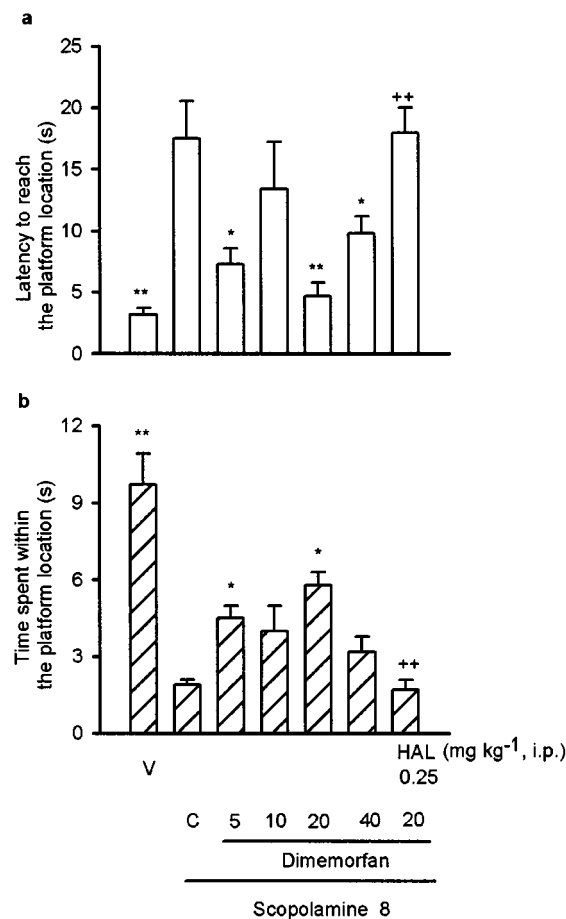 a
25
20
15
10
5
0
Latency to reach
the platform location (s)
**
*
**
*
++
b
12
9
6
3
0
Time spent within
the platform location (s)
**
*
*
++
V
HAL (mg kg-1, i.p.)
0.25
C 5 10 20 40 20
Dimemorfan
Scopolamine 8